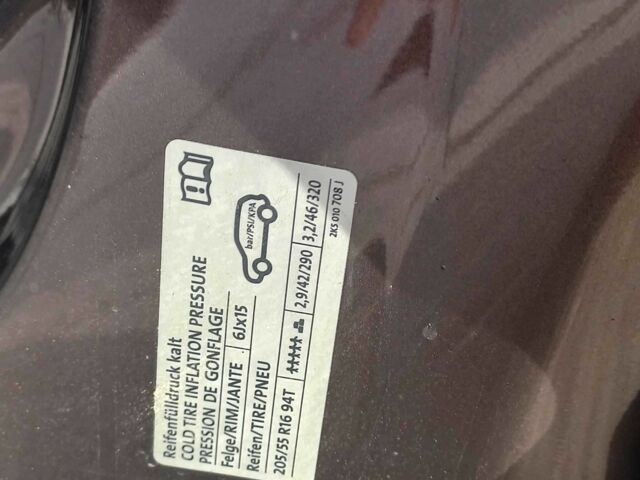 Reifenfülldruck kalt
COLD TIRE INFLATION PRESSURE
PRESSION DE GONFLAGE
Felge/RIM/JANTE 6Jx15
Reifen/TIRE/PNEU
bar/PSI/KPA
205/55 R16 94T 2,9/42/290 3,2/46/320
2K5 010 708 J